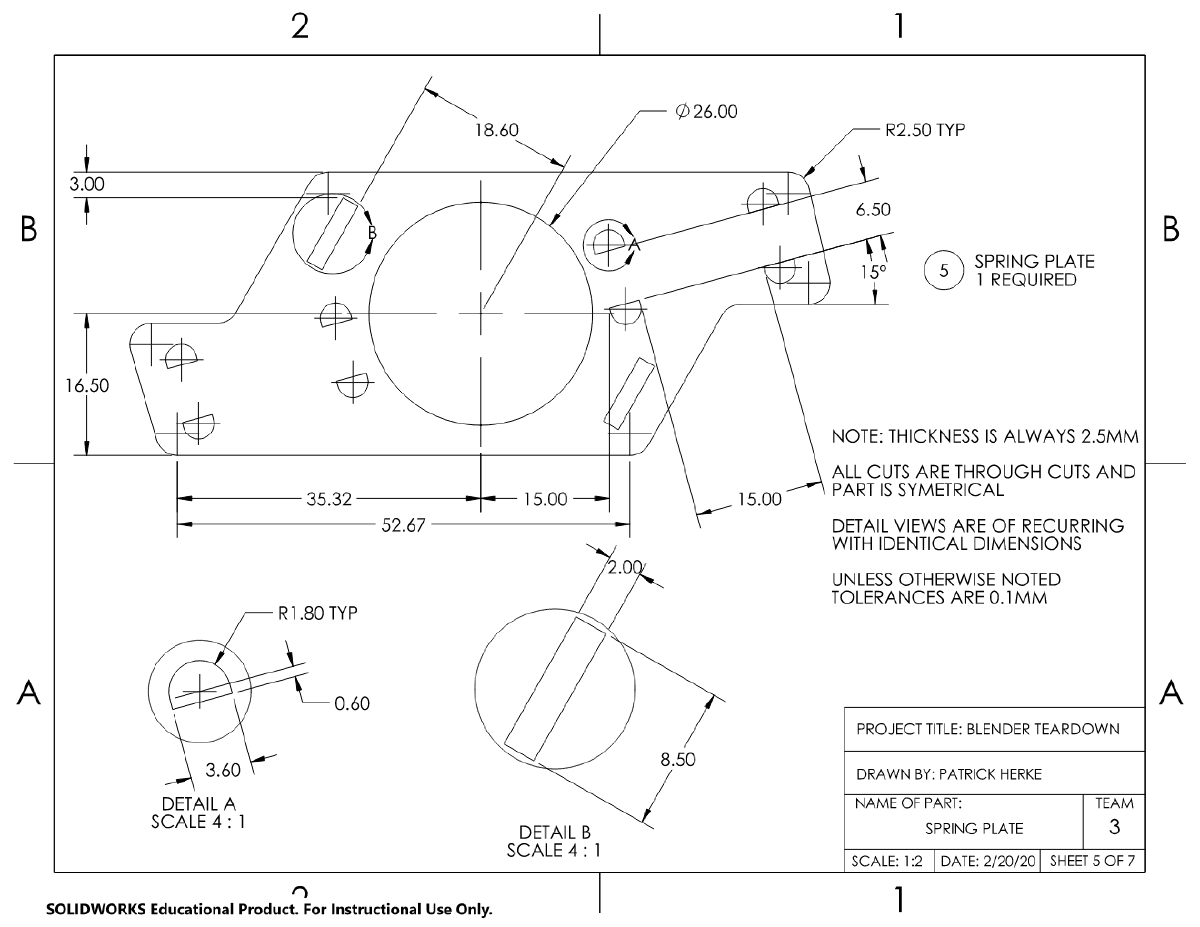 2
1
18.60
Ø26.00
R2.50 TYP
3.00
6.50
B
B
B
A
15°
5
SPRING PLATE
1 REQUIRED
16.50
NOTE: THICKNESS IS ALWAYS 2.5MM
ALL CUTS ARE THROUGH CUTS AND
PART IS SYMETRICAL
35.32
15.00
15.00
52.67
DETAIL VIEWS ARE OF RECURRING
WITH IDENTICAL DIMENSIONS
2.00
UNLESS OTHERWISE NOTED
TOLERANCES ARE 0.1MM
R1.80 TYP
A
A
0.60
3.60
8.50
DETAIL A
SCALE 4 : 1
DETAIL B
SCALE 4 : 1
PROJECT TITLE: BLENDER TEARDOWN
DRAWN BY: PATRICK HERKE
NAME OF PART:
SPRING PLATE
TEAM
3
SCALE: 1:2
DATE: 2/20/20
SHEET 5 OF 7
2
1
SOLIDWORKS Educational Product. For Instructional Use Only.